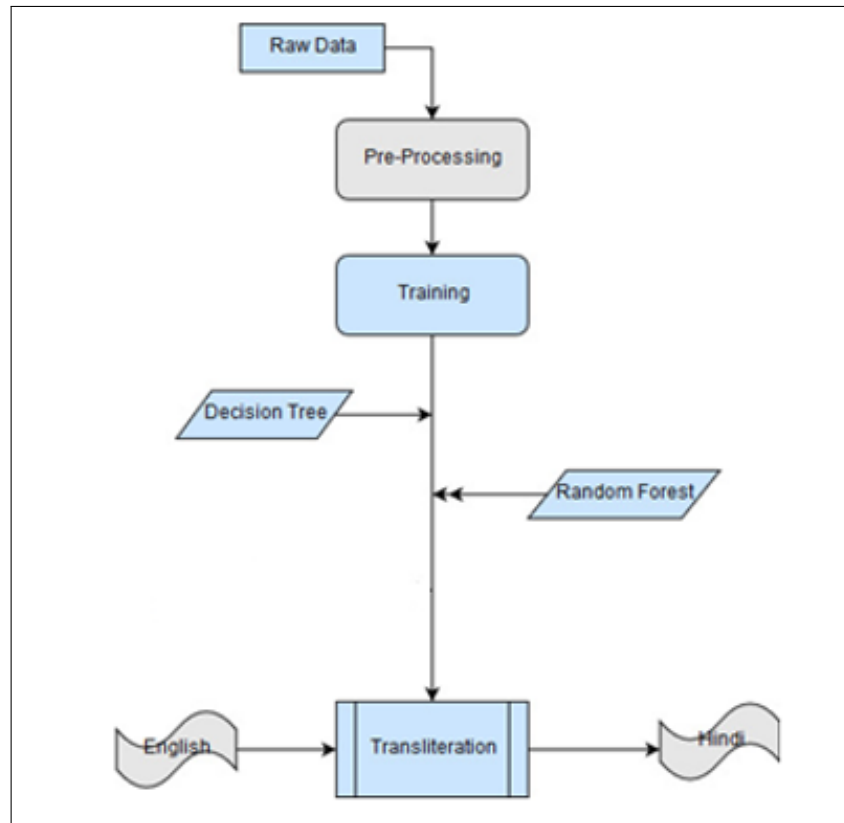 Raw Data
Pre-Processing
Training
Decision Tree
Random Forest
English
Transliteration
Hindi